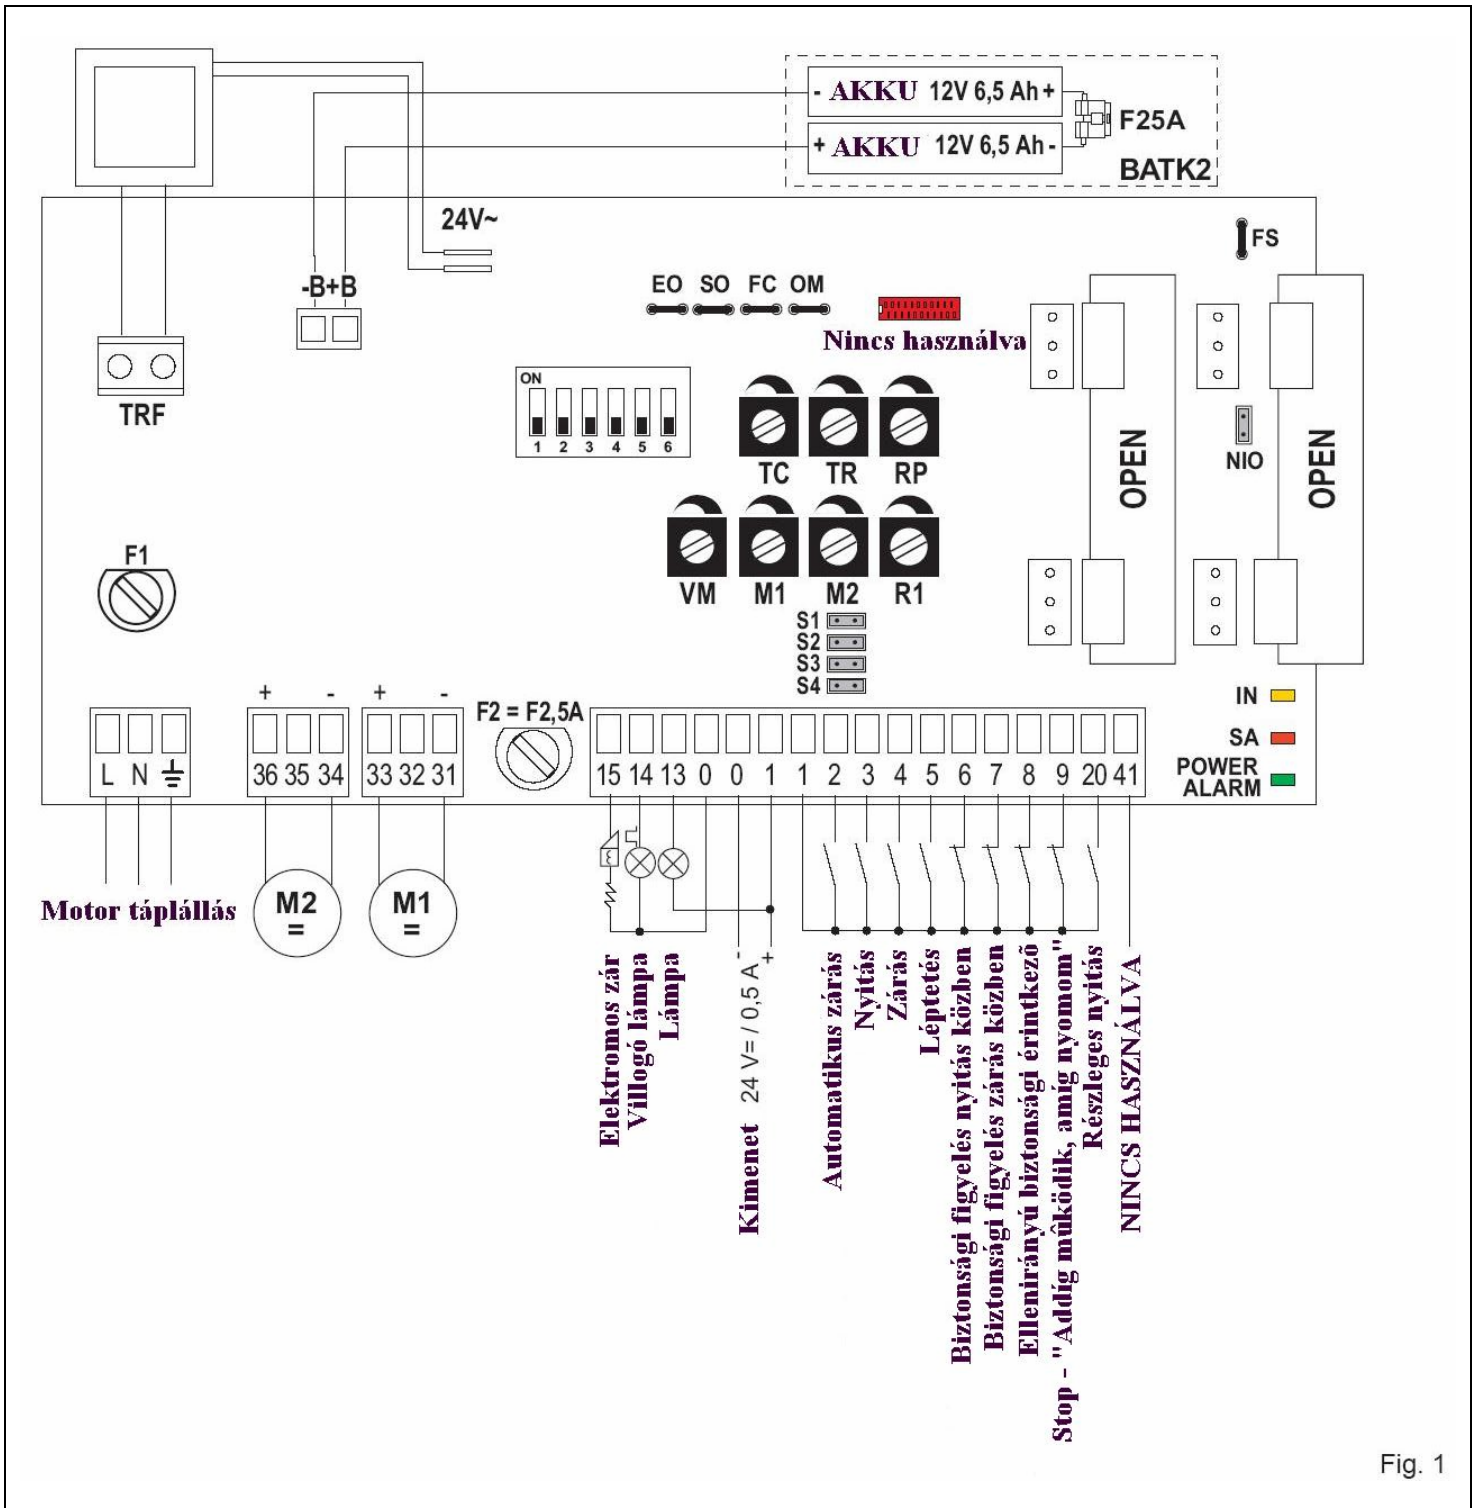 - AKKU 12V 6,5 Ah +
F25A
+ AKKU 12V 6,5 Ah -
BATK2
24V~
FS
-B+B
EO SO FC OM
Nincs használva
TRF
ON
1 2 3 4 5 6
TC TR RP
OPEN
NIO
OPEN
F1
VM M1 M2 R1
S1
S2
S3
S4
IN
SA
POWER
ALARM
+ - + -
F2 = F2,5A
L N
36 35 34
33 32 31
15 14 13 0 0 1 1 2 3 4 5 6 7 8 9 20 41
Motor táplállás
M2
=
M1
=
Elektromos zár
Villogó lámpa
Lámpa
Kimenet 24 V= / 0,5 A - +
Automatikus zárás
Nyitás
Zárás
Léptetés
Biztonsági figyelés nyitás közben
Biztonsági figyelés zárás közben
Ellenirányú biztonsági érintkezõ
Stop - "Addíg mûködik, amíg nyomom"
Részleges nyitás
NINCS HASZNÁLVA
Fig. 1